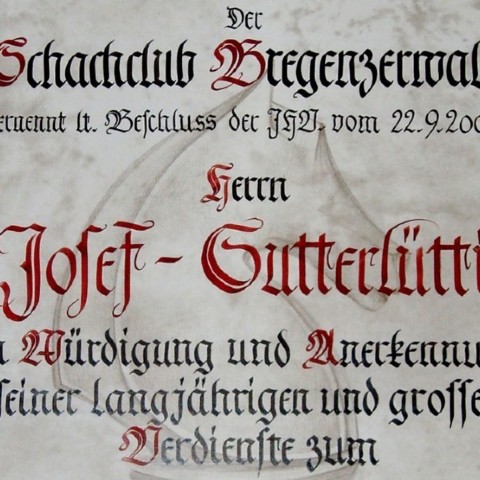 Der
Schachclub Bregenzerwal
ernennt lt. Beschluss der JHV. vom 22.9.200
Herrn
Josef - Gutterlütti
n Würdigung und Anerkennu
seiner langjährigen und grosse
Verdienste zum